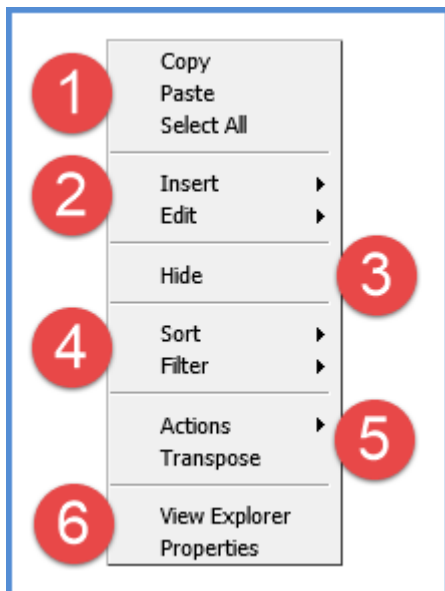 1
Copy
Paste
Select All
2
Insert
Edit
Hide
3
4
Sort
Filter
Actions
5
Transpose
6
View Explorer
Properties